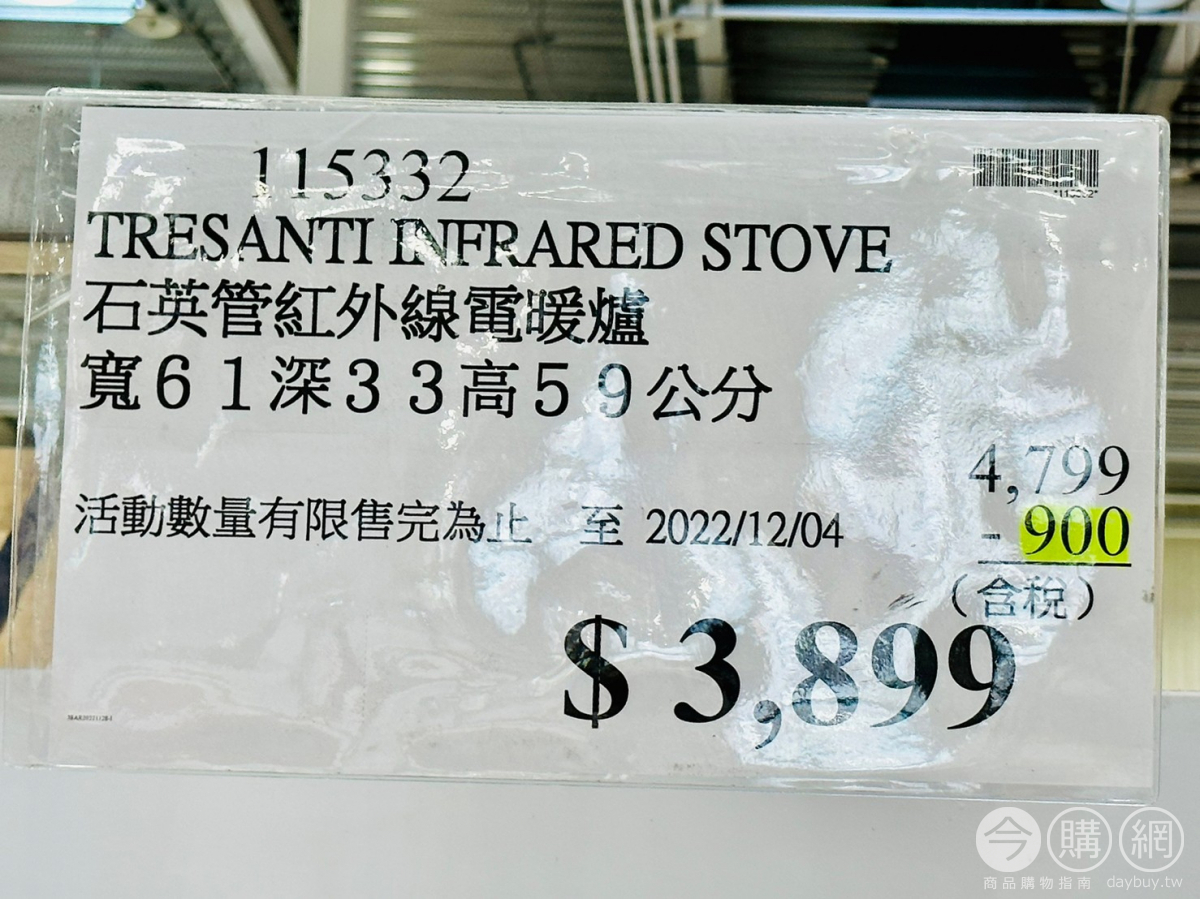 115332
TRESANTI INFRARED STOVE
石英管紅外線電暖爐
寬61深33高59公分
4,799
活動數量有限售完為止 至 2022/12/04
- 900
(含稅)
$ 3,899
今購網
商品購物指南 daybuy.tw